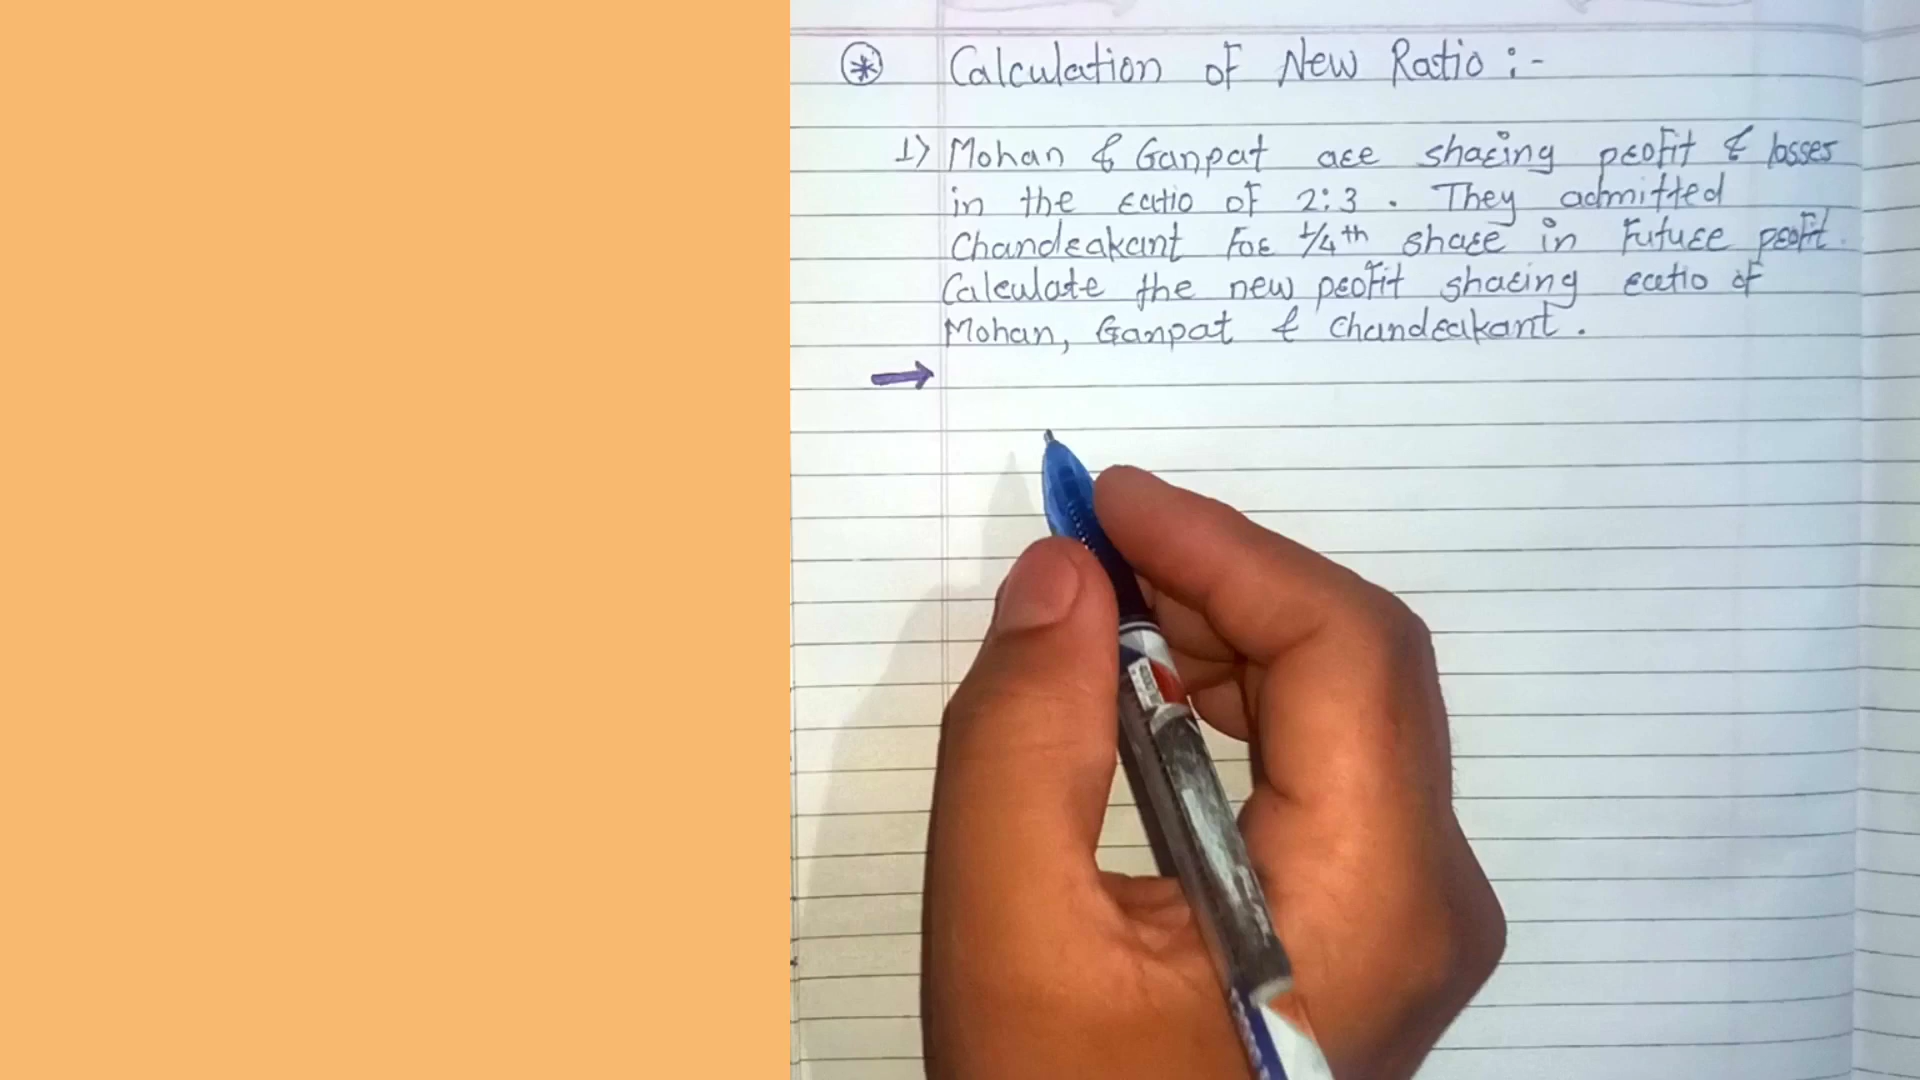 * Calculation of New Ratio :-
1) Mohan & Ganpat are sharing profit & losses
in the ratio of 2:3 . They admitted
Chandrakant for 1/4th share in future profit.
Calculate the new profit sharing ratio of
Mohan, Ganpat & Chandrakant .